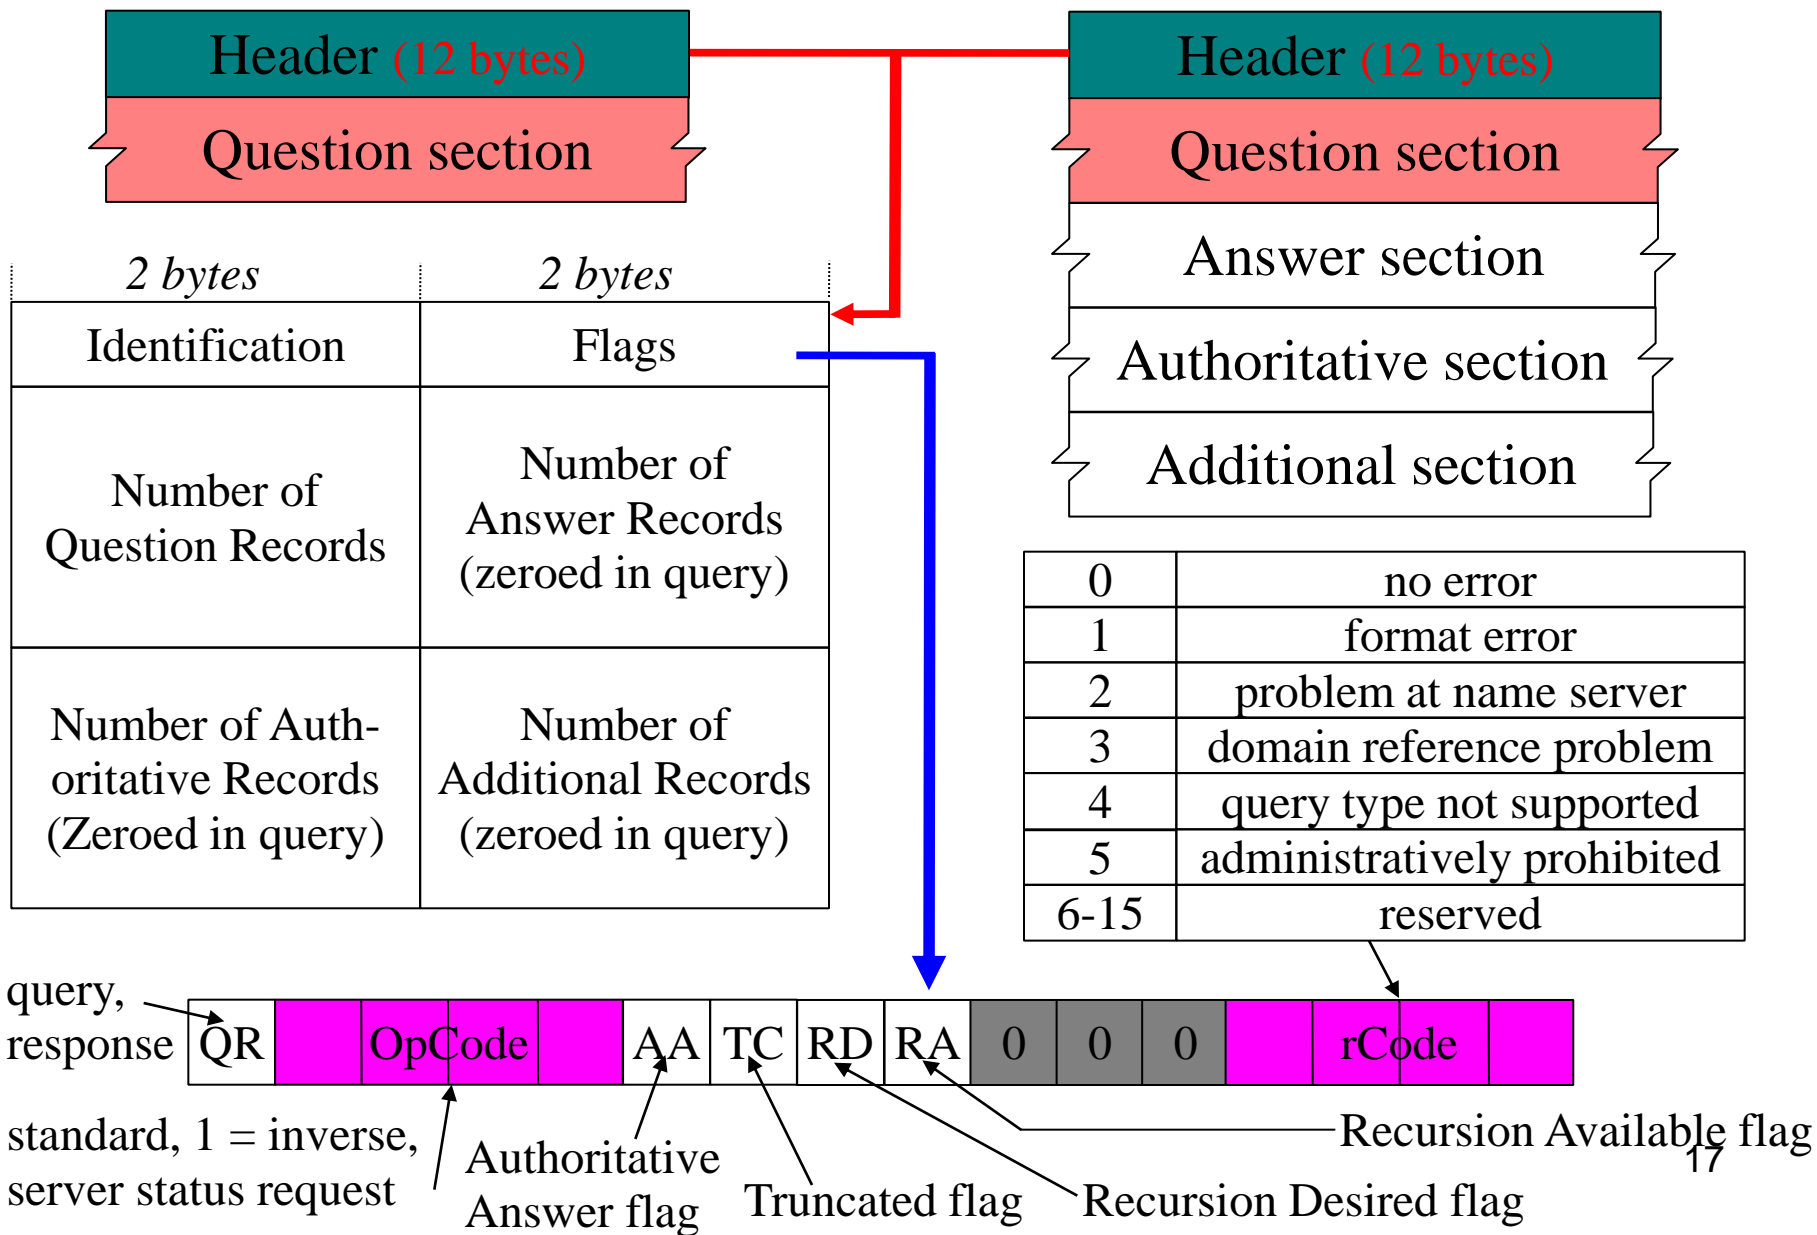 Header (12 bytes)
Question section
Header (12 bytes)
Question section
Answer section
Authoritative section
Additional section
2 bytes
2 bytes
Identification
Flags
Number of
Question Records
Number of
Answer Records
(zeroed in query)
Number of Auth-
oritative Records
(Zeroed in query)
Number of
Additional Records
(zeroed in query)
0 no error
1 format error
2 problem at name server
3 domain reference problem
4 query type not supported
5 administratively prohibited
6-15 reserved
query,
response
QR OpCode AA TC RD RA 0 0 0 rCode
standard, 1 = inverse,
server status request
Authoritative
Answer flag
Truncated flag
Recursion Desired flag
Recursion Available flag
17